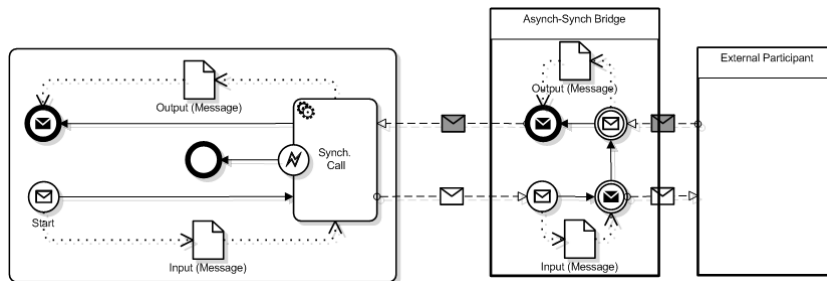 Asynch-Synch Bridge
External Participant
Output (Message)
Output (Message)
Synch.
Call
Start
Input (Message)
Input (Message)